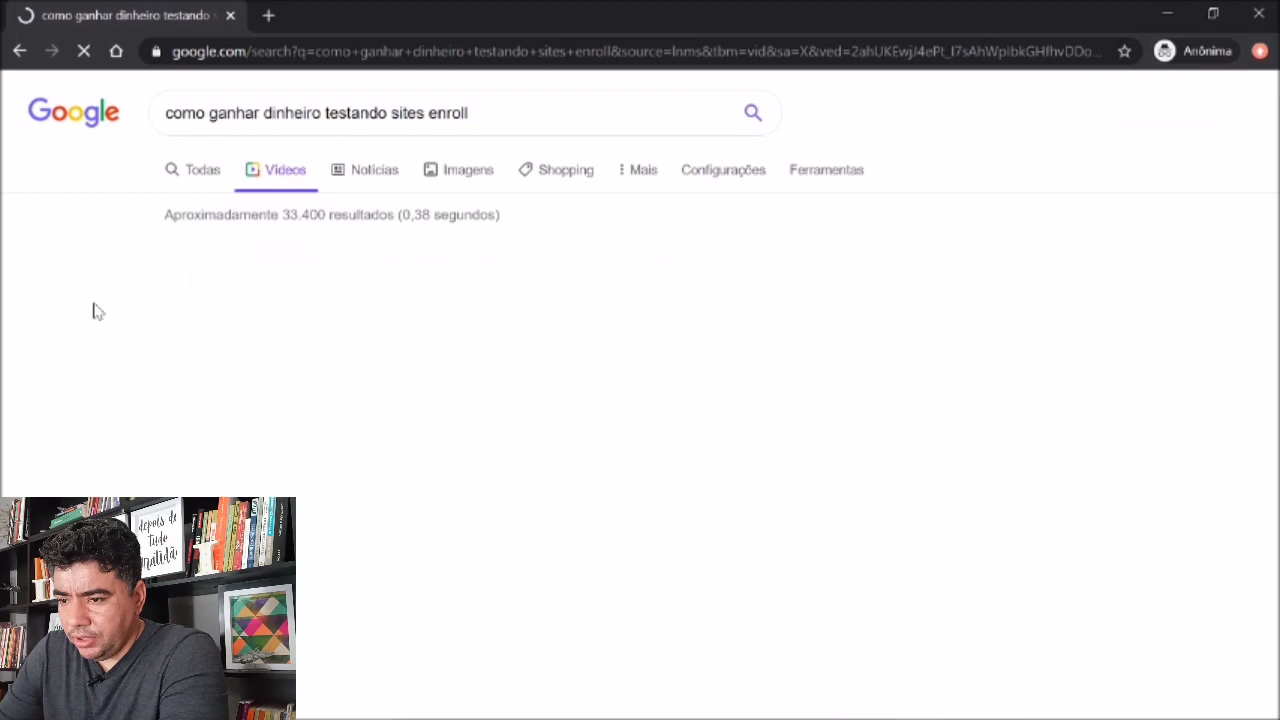 como ganhar dinheiro testando
google.com/search?q=como+ganhar+dinheiro+testando+sites+enroll&source=lnms&tbm=vid&sa=X&ved=2ahUKEwjJ4ePt_I7sAhWpIbkGHfhvDDo...
Anônima
Google
como ganhar dinheiro testando sites enroll
Todas
Vídeos
Notícias
Imagens
Shopping
Mais
Configurações
Ferramentas
Aproximadamente 33.400 resultados (0,38 segundos)
depois de
tudo